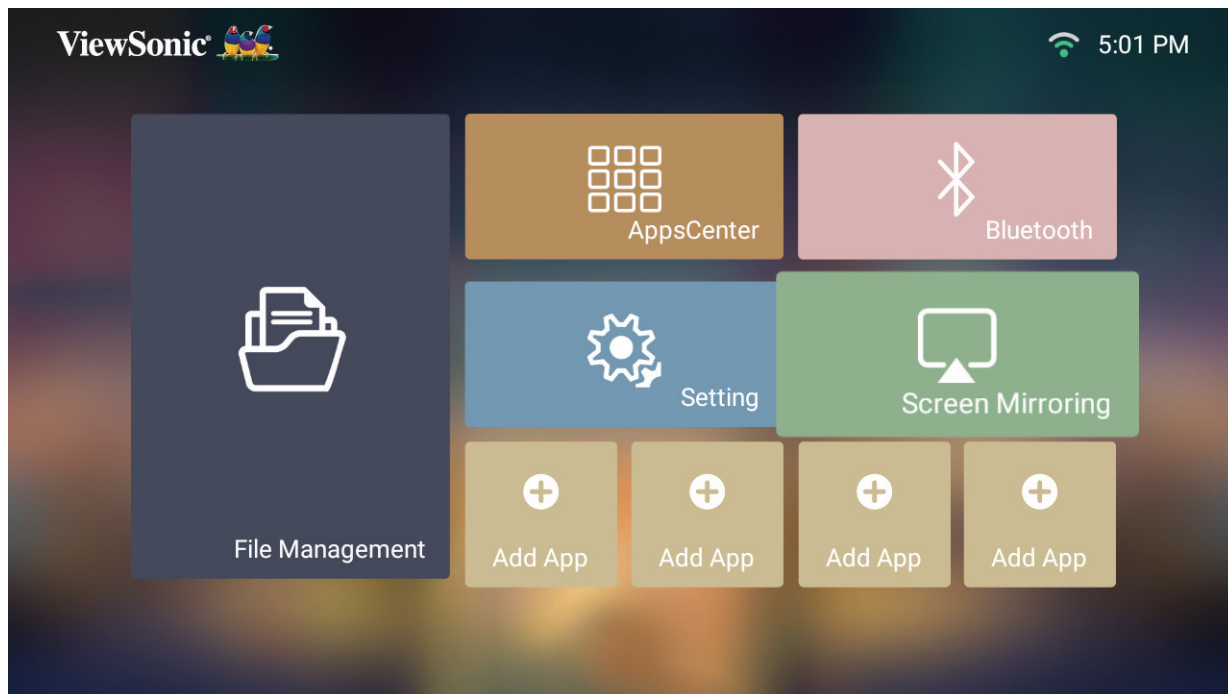 ViewSonic®
5:01 PM
AppsCenter
Bluetooth
Setting
Screen Mirroring
File Management
Add App
Add App
Add App
Add App